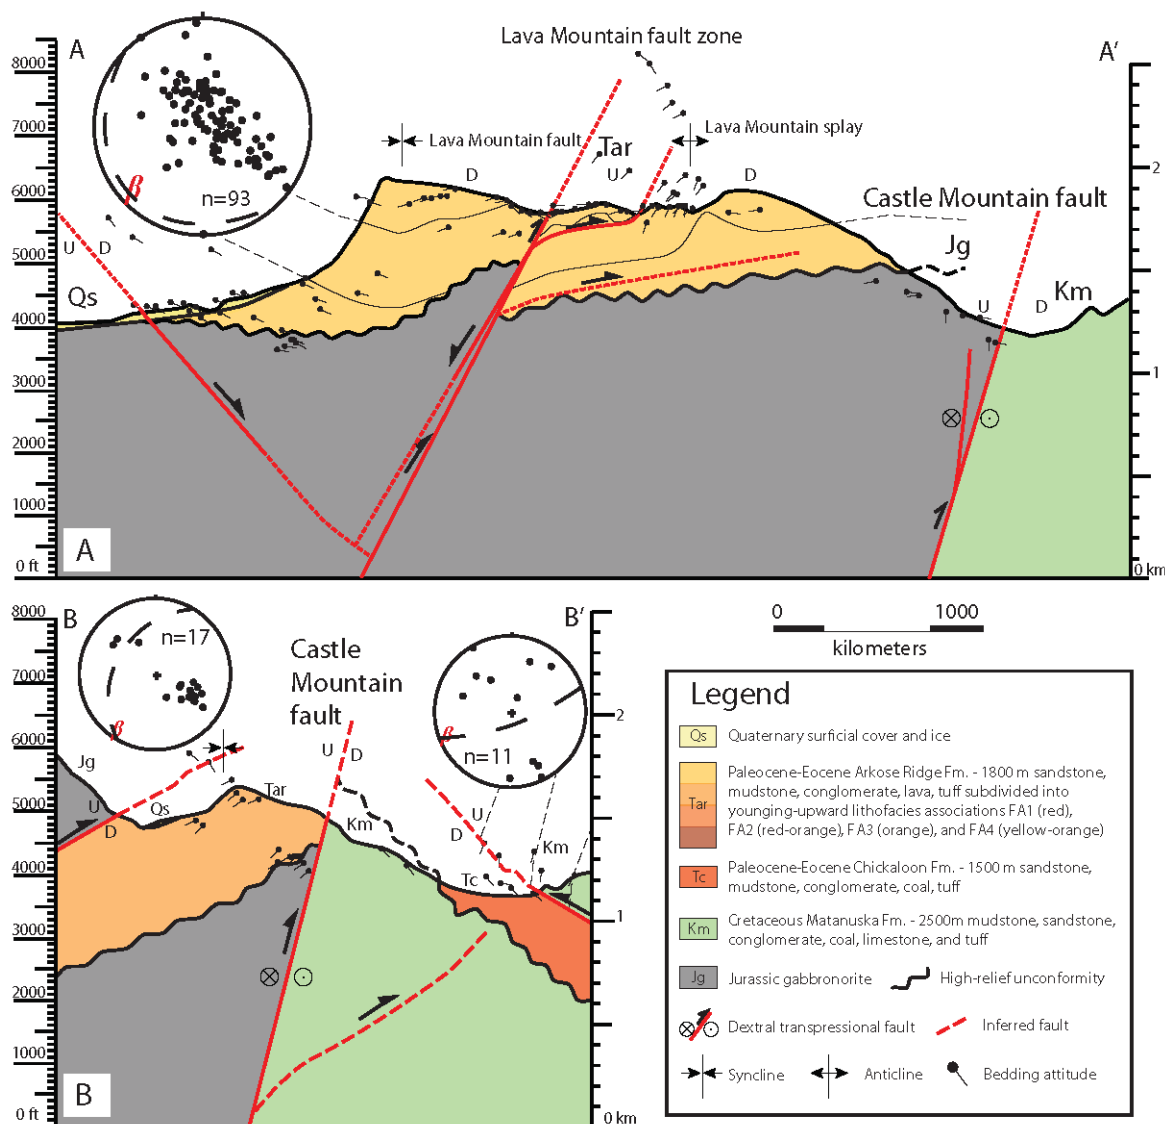 A
Lava Mountain fault zone
A'
8000
7000
6000
5000
4000
3000
2000
1000
0 ft
β
n=93
Lava Mountain fault
Tar
Lava Mountain splay
D
U
D
2
Castle Mountain fault
U
D
Jg
Qs
Km
U
D
1
A
0 km
B
8000
7000
6000
5000
4000
3000
2000
1000
0 ft
n=17
β
Castle
Mountain
fault
B'
2
β
n=11
U
D
Jg
U
D
Qs
Tar
Km
U
D
Km
Tc
1
B
0 km
0
1000
kilometers
Legend
Qs Quaternary surficial cover and ice
Tar Paleocene-Eocene Arkose Ridge Fm. - 1800 m sandstone,
mudstone, conglomerate, lava, tuff subdivided into
younging-upward lithofacies associations FA1 (red),
FA2 (red-orange), FA3 (orange), and FA4 (yellow-orange)
Tc Paleocene-Eocene Chickaloon Fm. - 1500 m sandstone,
mudstone, conglomerate, coal, tuff
Km Cretaceous Matanuska Fm. - 2500m mudstone, sandstone,
conglomerate, coal, limestone, and tuff
Jg Jurassic gabbronorite
High-relief unconformity
Dextral transpressional fault
Inferred fault
Syncline
Anticline
Bedding attitude